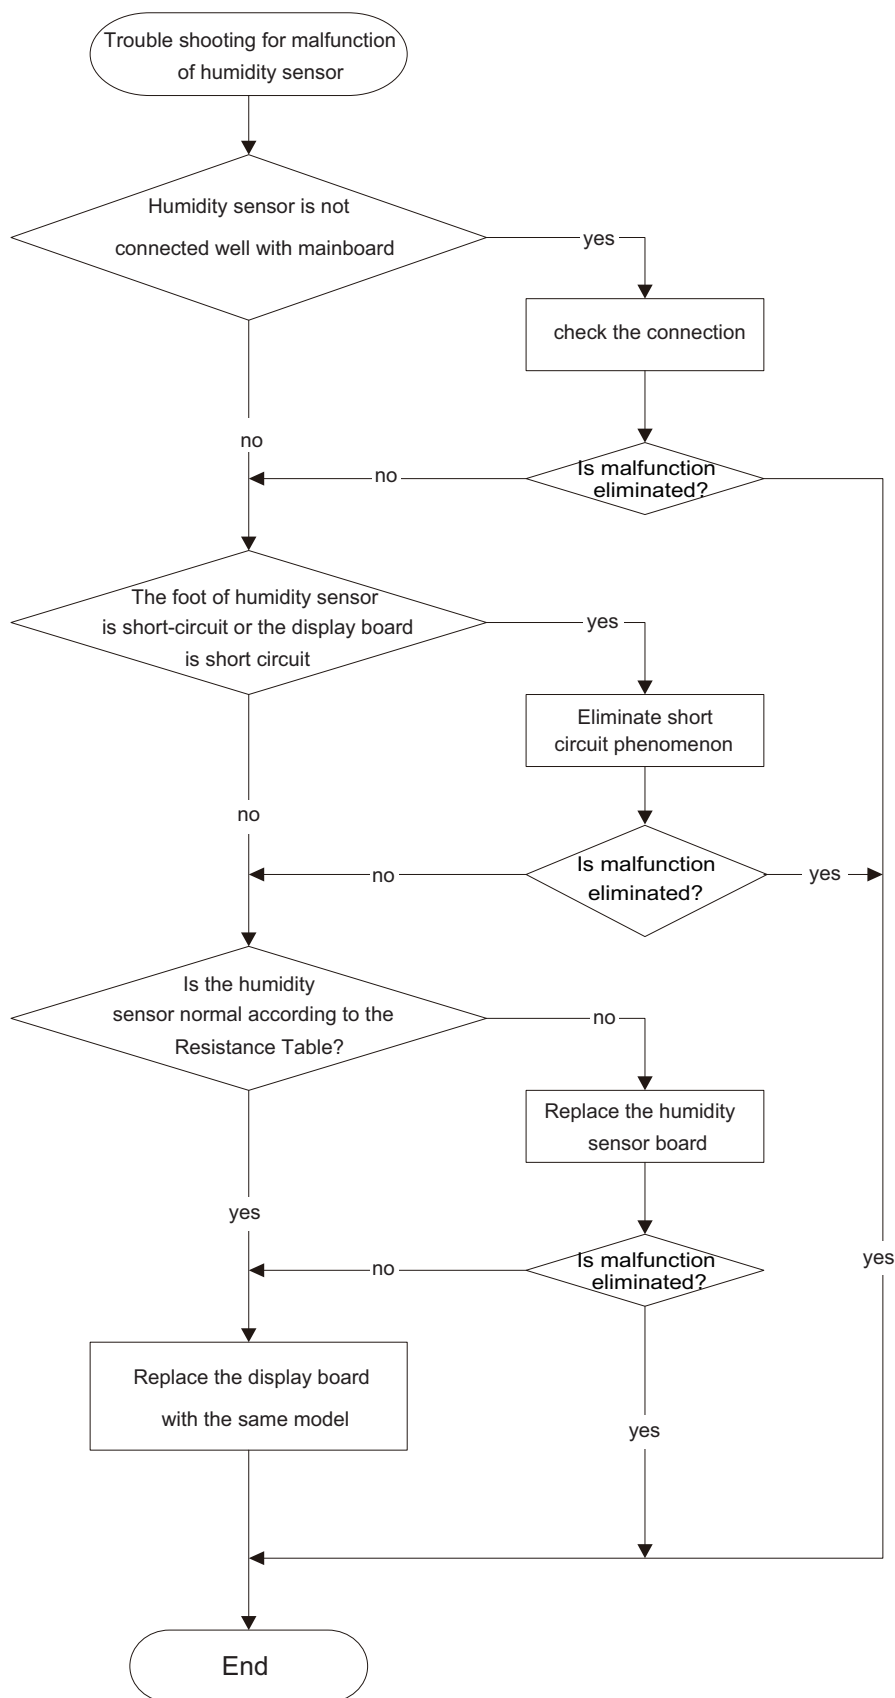 Trouble shooting for malfunction
of humidity sensor
Humidity sensor is not
connected well with mainboard
yes
check the connection
no
Is malfunction
eliminated?
no
The foot of humidity sensor
is short-circuit or the display board
is short circuit
yes
Eliminate short
circuit phenomenon
no
Is malfunction
eliminated?
no
yes
Is the humidity
sensor normal according to the
Resistance Table?
no
Replace the humidity
sensor board
yes
Is malfunction
eliminated?
no
yes
Replace the display board
with the same model
yes
End